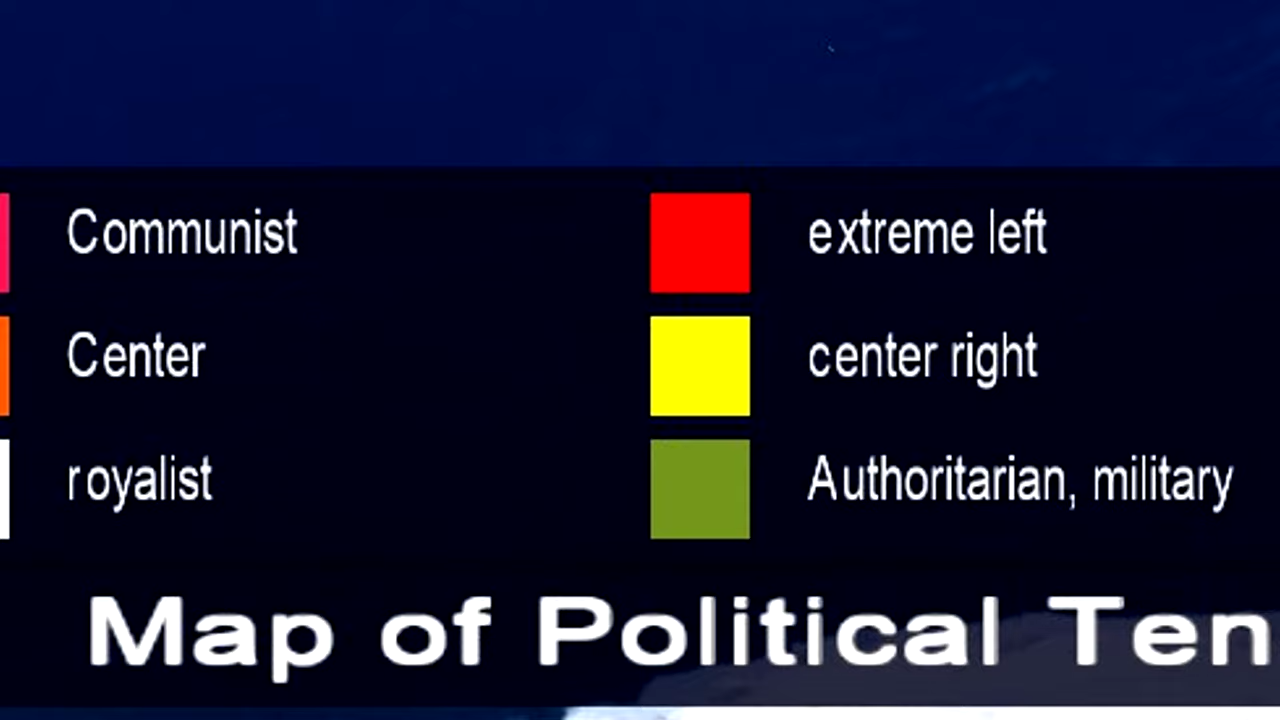 Communist
extreme left
Center
center right
royalist
Authoritarian, military
Map of Political Ten